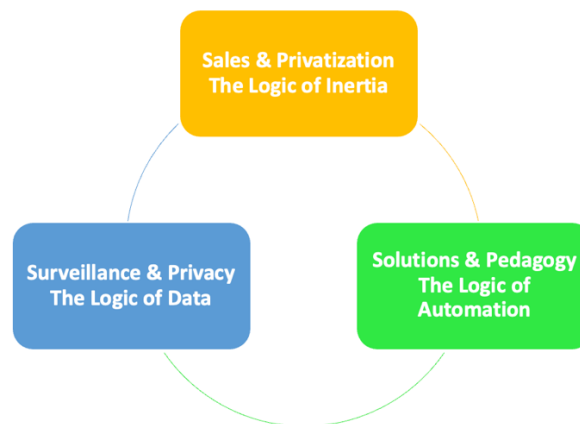 Sales & Privatization
The Logic of Inertia
Surveillance & Privacy
The Logic of Data
Solutions & Pedagogy
The Logic of
Automation